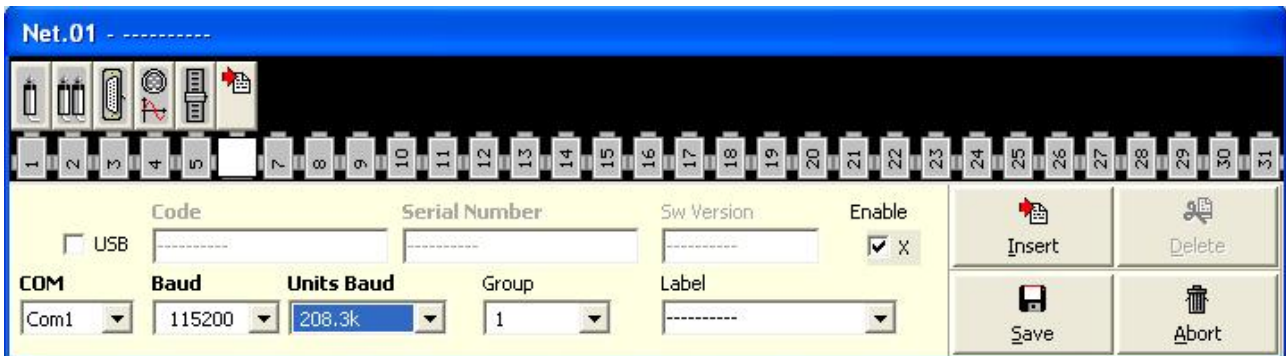 Net.01 - ----------
1 2 3 4 5 7 8 9 10 11 12 13 14 15 16 17 18 19 20 21 22 23 24 25 26 27 28 29 30 31
Code Serial Number Sw Version Enable
USB ---------- ---------- ---------- X
COM Baud Units Baud Group Label
Com1 115200 208.3k 1 ----------
Insert Delete
Save Abort